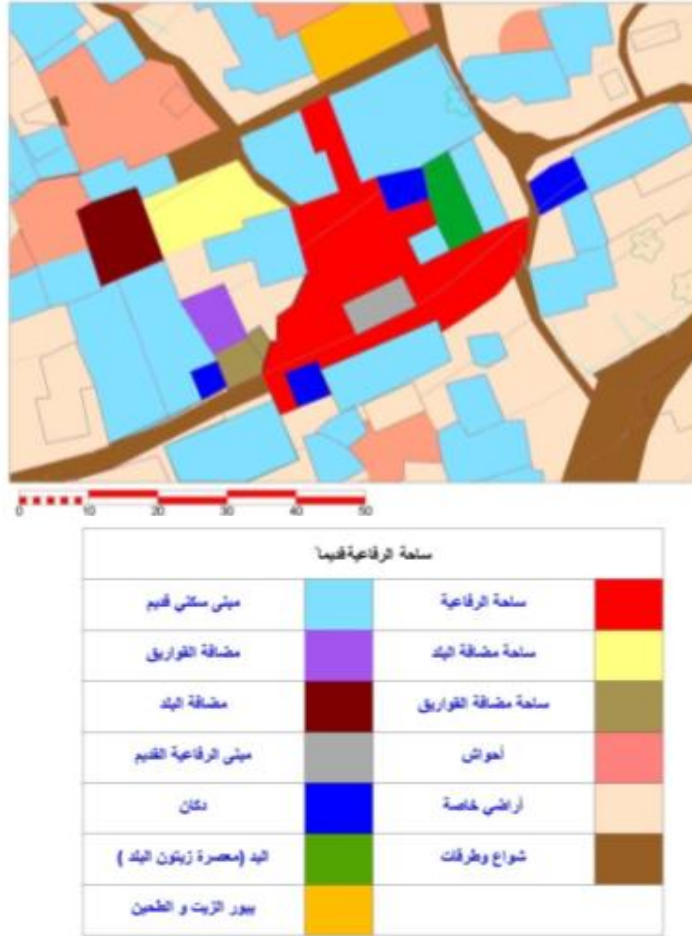 0 10 20 30 40 50
ساحة الرفاعية قديماً
ساحة الرفاعية
مبنى سكني قديم
ساحة مضافة البلد
مضافة القواريق
ساحة مضافة القواريق
مضافة البلد
أحواش
مبنى الرفاعية القديم
أراضي خاصة
دكان
شواع وطرقات
البد (معصرة زيتون البلد )
ببور الزيت و الطحين